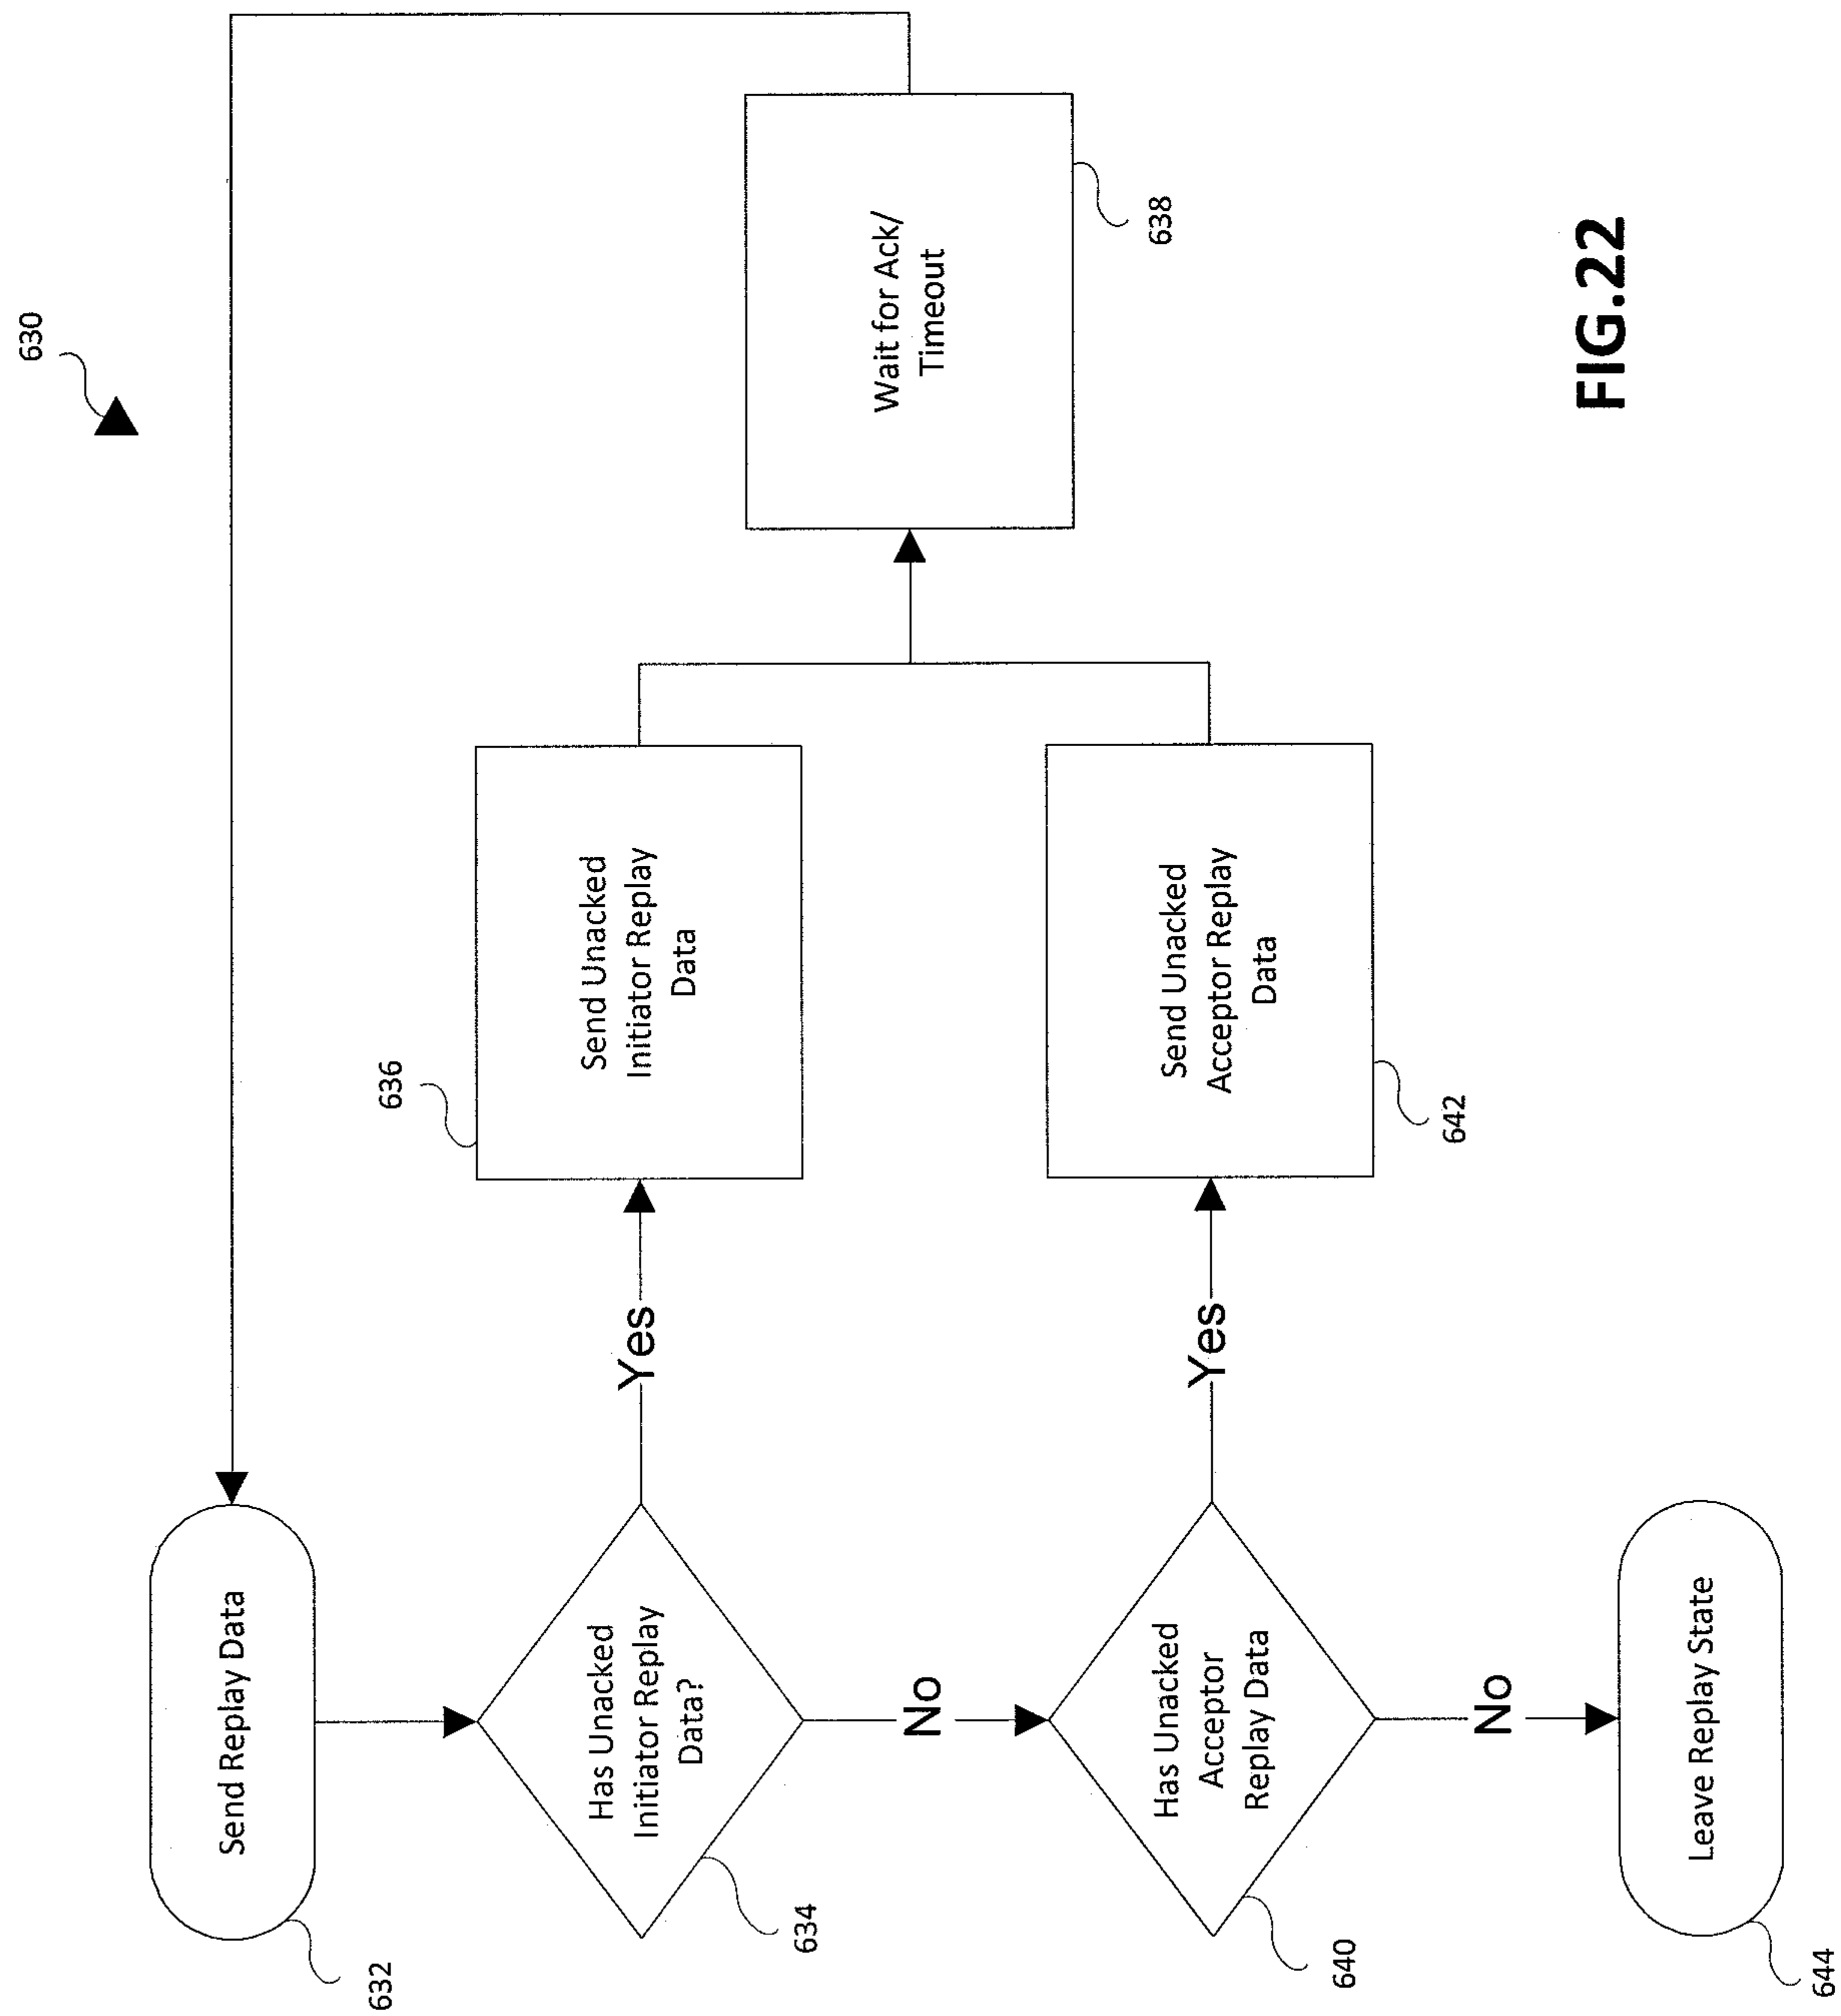 630
Send Replay Data
632
Has Unacked
Initiator Replay
Data?
634
Yes
Send Unacked
Initiator Replay
Data
636
Wait for Ack/
Timeout
638
No
Has Unacked
Acceptor
Replay Data
640
Yes
Send Unacked
Acceptor Replay
Data
642
No
Leave Replay State
644
FIG.22